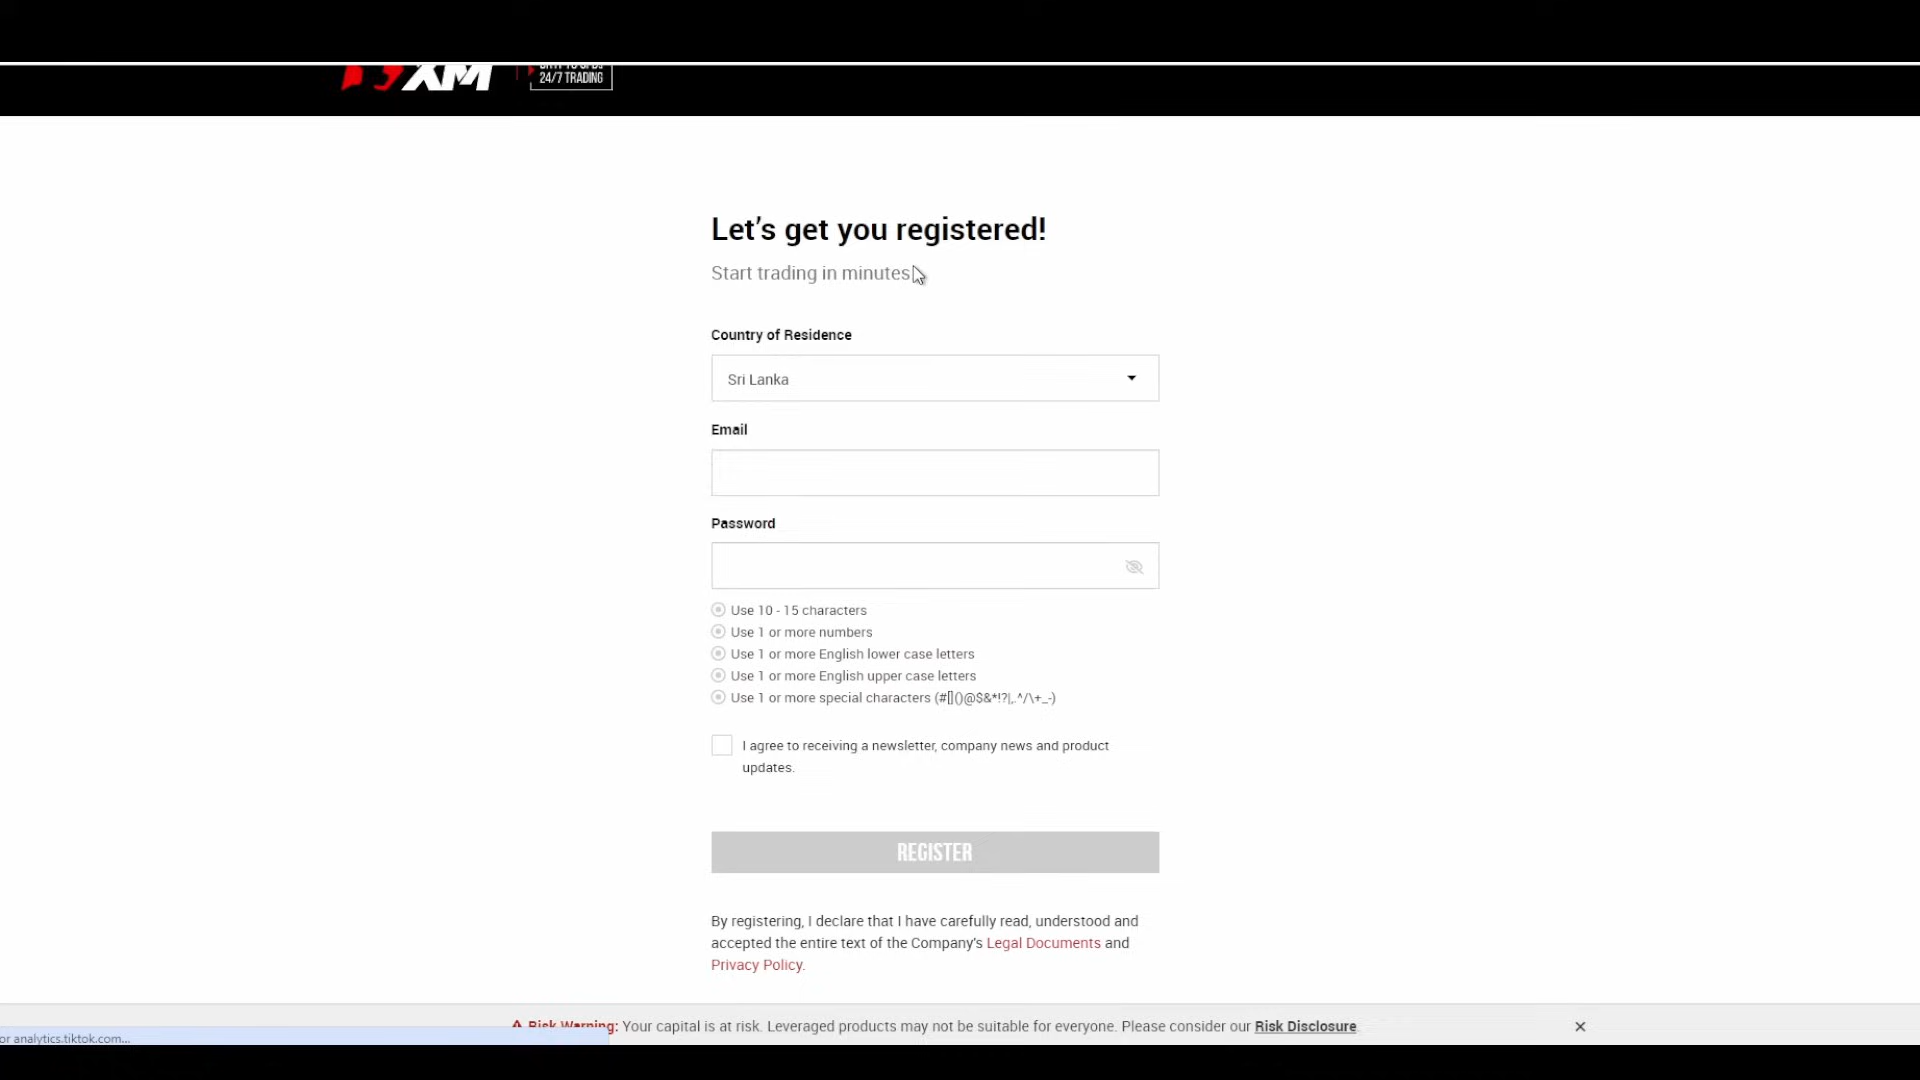 XM
24/7 TRADING
Let's get you registered!
Start trading in minutes
Country of Residence
Sri Lanka
Email
Password
Use 10 - 15 characters
Use 1 or more numbers
Use 1 or more English lower case letters
Use 1 or more English upper case letters
Use 1 or more special characters (#[]()@$&*!?|,.^/\+_-)
I agree to receiving a newsletter, company news and product
updates.
REGISTER
By registering, I declare that I have carefully read, understood and
accepted the entire text of the Company's Legal Documents and
Privacy Policy.
Risk Warning: Your capital is at risk. Leveraged products may not be suitable for everyone. Please consider our Risk Disclosure
or analytics.tiktok.com...